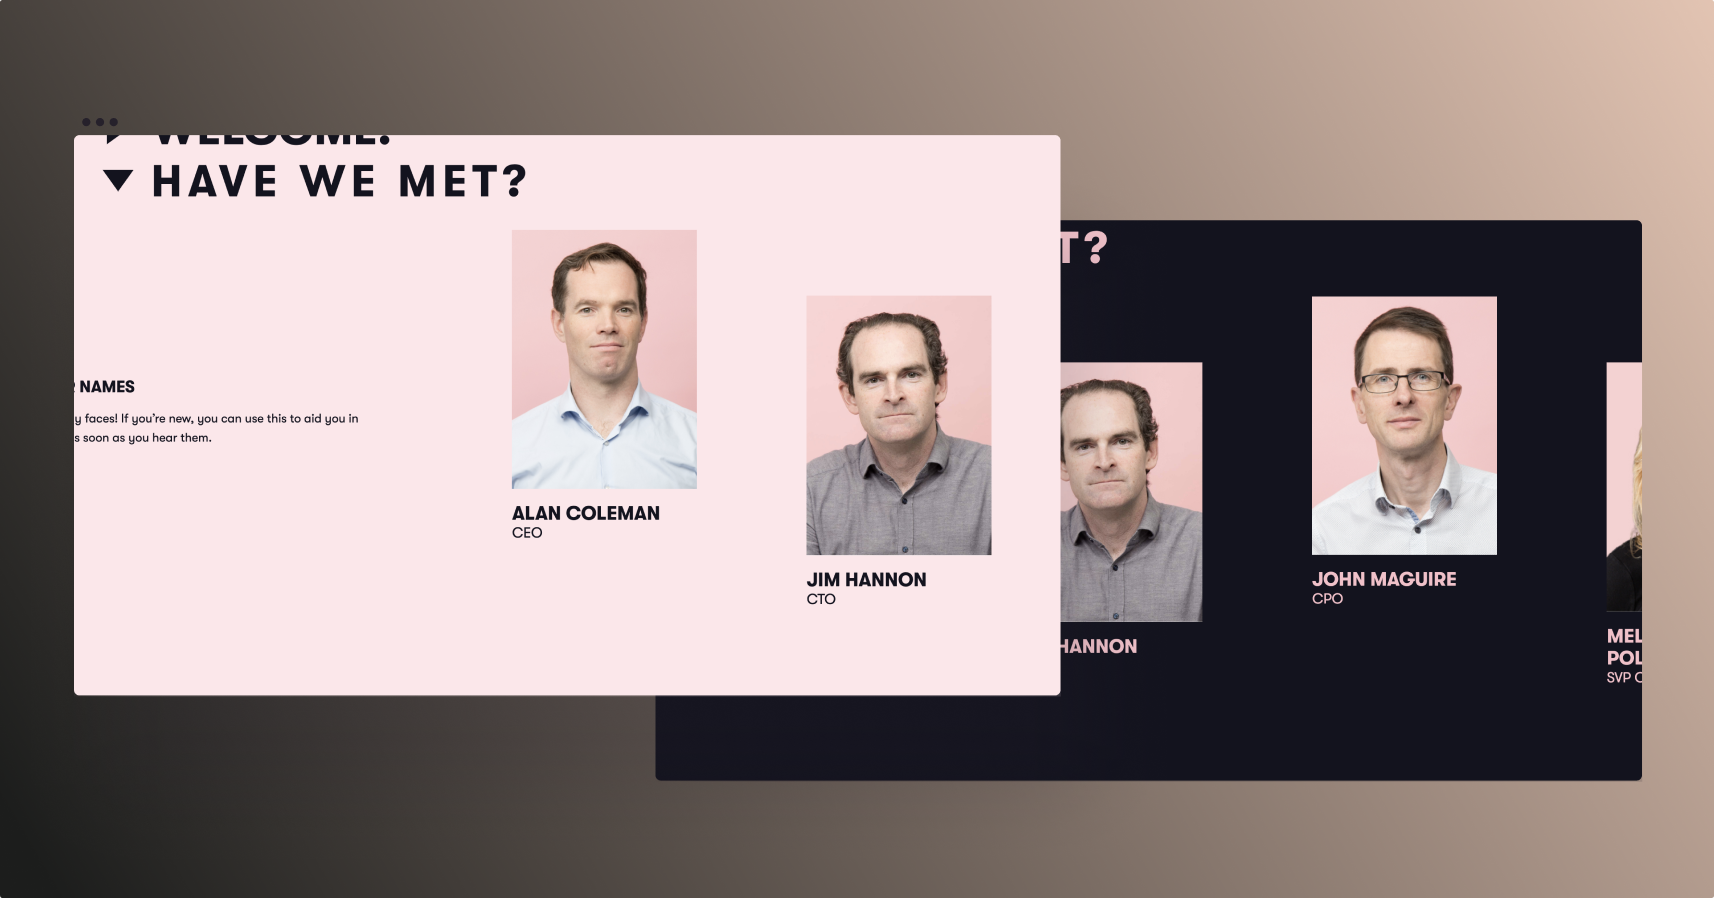 WELCOME.
HAVE WE MET?
NAMES
y faces! If you're new, you can use this to aid you in
s soon as you hear them.
ALAN COLEMAN
CEO
JIM HANNON
CTO
T?
HANNON
JOHN MAGUIRE
CPO
MEL
POL
SVP